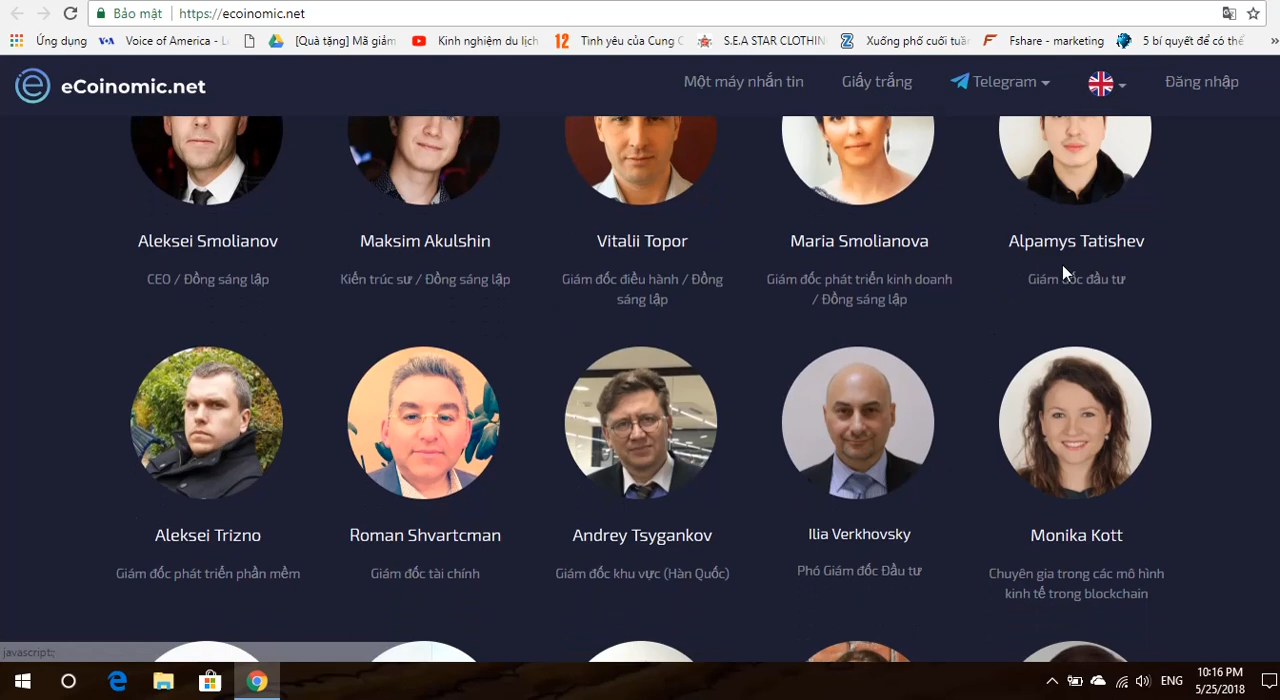 Bảo mật | https://ecoinomic.net
Ứng dụng VOA Voice of America - L [Quà tặng] Mã giảm Kinh nghiệm du lịch 12 Tình yêu của Cung C S.E.A STAR CLOTHIN Xuống phố cuối tuần Fshare - marketing 5 bí quyết để có thể »
eCoinomic.net Một máy nhắn tin Giấy trắng Telegram Đăng nhập
Aleksei Smolianov Maksim Akulshin Vitalii Topor Maria Smolianova Alpamys Tatishev
CEO / Đồng sáng lập Kiến trúc sư / Đồng sáng lập Giám đốc điều hành / Đồng Giám đốc phát triển kinh doanh Giám đốc đầu tư
sáng lập / Đồng sáng lập
Aleksei Trizno Roman Shvartcman Andrey Tsygankov Ilia Verkhovsky Monika Kott
Giám đốc phát triển phần mềm Giám đốc tài chính Giám đốc khu vực (Hàn Quốc) Phó Giám đốc Đầu tư Chuyên gia trong các mô hình
kinh tế trong blockchain
javascript:;
ENG 10:16 PM
5/25/2018